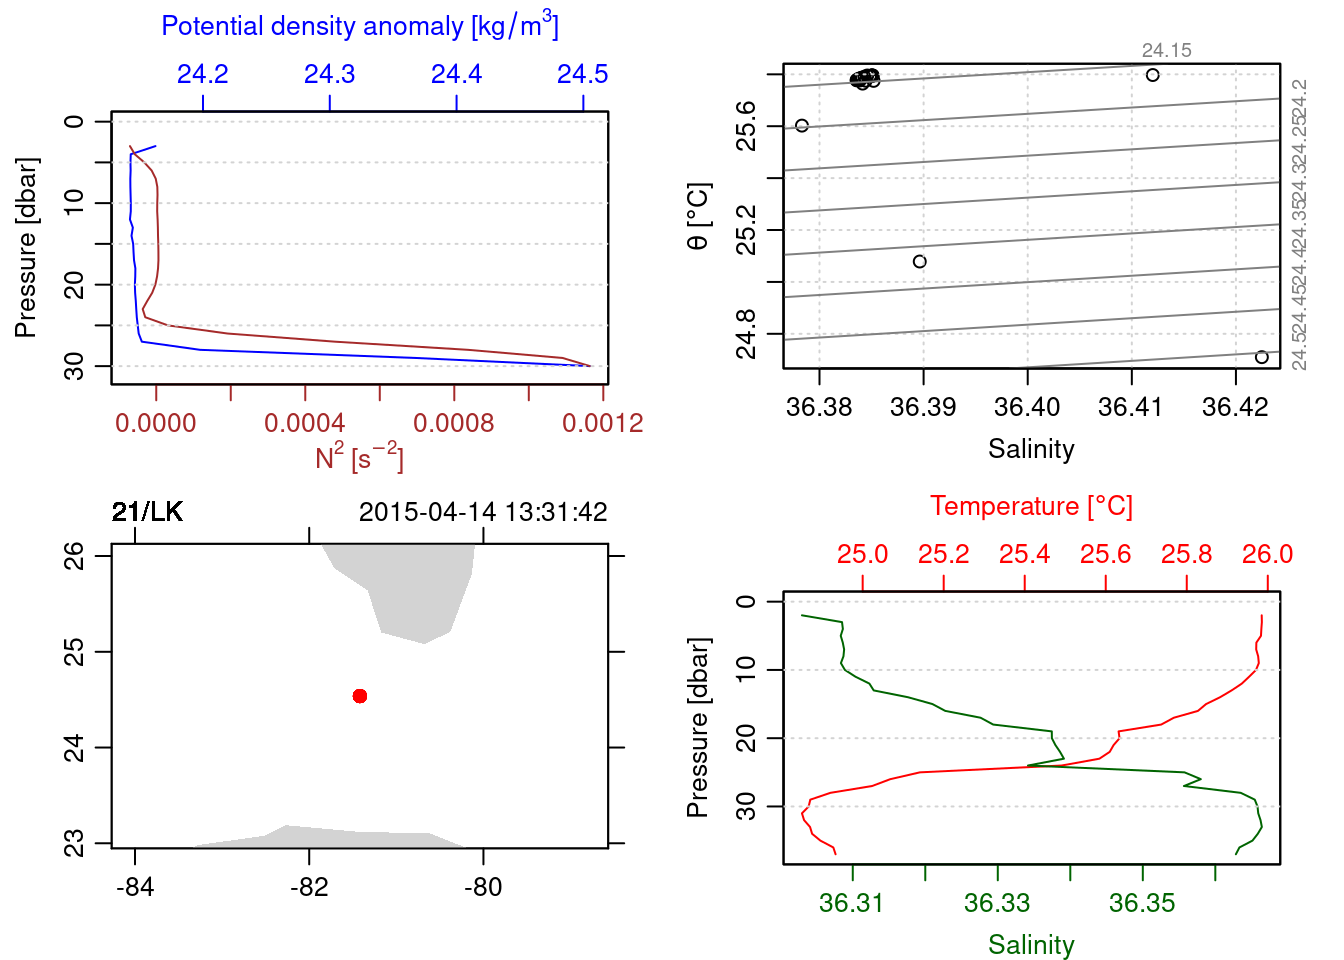 Potential density anomaly [kg/m³]
24.2 24.3 24.4 24.5
Pressure [dbar]
0
10
20
30
0.0000 0.0004 0.0008 0.0012
N² [s⁻²]
24.15
θ [°C]
25.6
25.2
24.8
24.2
24.25
24.3
24.35
24.4
24.45
24.5
36.38 36.39 36.40 36.41 36.42
Salinity
21/LK 2015-04-14 13:31:42
26
25
24
23
-84 -82 -80
Temperature [°C]
25.0 25.2 25.4 25.6 25.8 26.0
Pressure [dbar]
0
10
20
30
36.31 36.33 36.35
Salinity